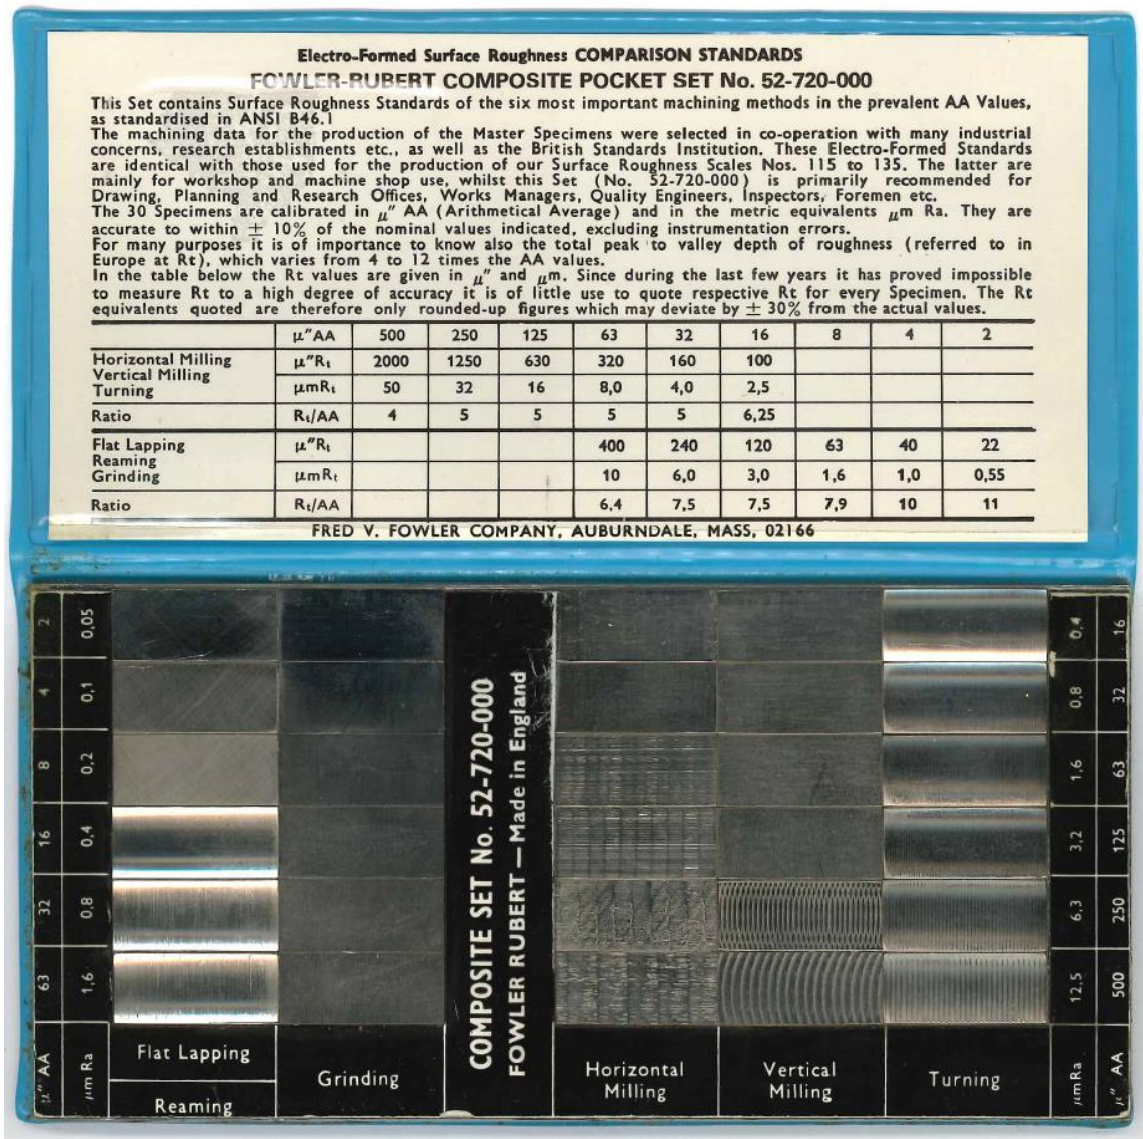 Electro-Formed Surface Roughness COMPARISON STANDARDS
FOWLER-RUBERT COMPOSITE POCKET SET No. 52-720-000
This Set contains Surface Roughness Standards of the six most important machining methods in the prevalent AA Values,
as standardised in ANSI B46.1
The machining data for the production of the Master Specimens were selected in co-operation with many industrial
concerns, research establishments etc., as well as the British Standards Institution. These Electro-Formed Standards
are identical with those used for the production of our Surface Roughness Scales Nos. 115 to 135. The latter are
mainly for workshop and machine shop use, whilst this Set (No. 52-720-000) is primarily recommended for
Drawing, Planning and Research Offices, Works Managers, Quality Engineers, Inspectors, Foremen etc.
The 30 Specimens are calibrated in µ" AA (Arithmetical Average) and in the metric equivalents µm Ra. They are
accurate to within ± 10% of the nominal values indicated, excluding instrumentation errors.
For many purposes it is of importance to know also the total peak to valley depth of roughness (referred to in
Europe at Rt), which varies from 4 to 12 times the AA values.
In the table below the Rt values are given in µ" and µm. Since during the last few years it has proved impossible
to measure Rt to a high degree of accuracy it is of little use to quote respective Rt for every Specimen. The Rt
equivalents quoted are therefore only rounded-up figures which may deviate by ± 30% from the actual values.
µ"AA 500 250 125 63 32 16 8 4 2
Horizontal Milling
Vertical Milling
Turning
µ"Rt 2000 1250 630 320 160 100
µmRt 50 32 16 8,0 4,0 2,5
Ratio Rt/AA 4 5 5 5 5 6,25
Flat Lapping
Reaming
Grinding
µ"Rt 400 240 120 63 40 22
µmRt 10 6,0 3,0 1,6 1,0 0,55
Ratio Rt/AA 6,4 7,5 7,5 7,9 10 11
FRED V. FOWLER COMPANY, AUBURNDALE, MASS, 02166
2 0,05
4 0,1
8 0,2
16 0,4
32 0,8
63 1,6
µ" AA µm Ra
Flat Lapping
Reaming
Grinding
COMPOSITE SET No. 52-720-000
FOWLER RUBERT — Made in England
Horizontal
Milling
Vertical
Milling
Turning
0,4 16
0,8 32
1,6 63
3,2 125
6,3 250
12,5 500
µmRa µ" AA